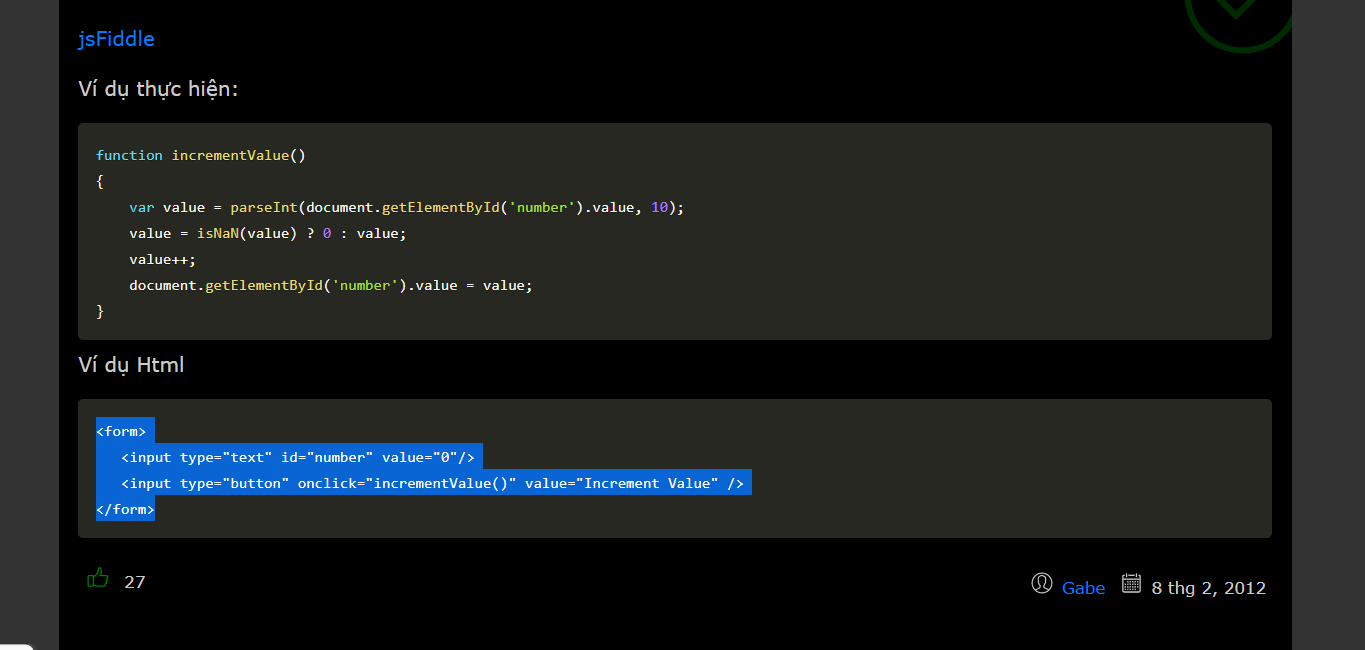 jsFiddle
Ví dụ thực hiện:
function incrementValue()
{
    var value = parseInt(document.getElementById('number').value, 10);
    value = isNaN(value) ? 0 : value;
    value++;
    document.getElementById('number').value = value;
}
Ví dụ Html
<form>
   <input type="text" id="number" value="0"/>
   <input type="button" onclick="incrementValue()" value="Increment Value" />
</form>
27
Gabe 8 thg 2, 2012